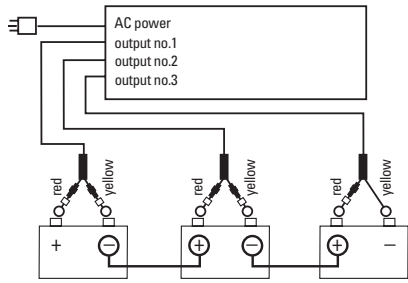 AC power
output no.1
output no.2
output no.3
red
yellow
red
yellow
red
yellow
+ −
+ −
+ −